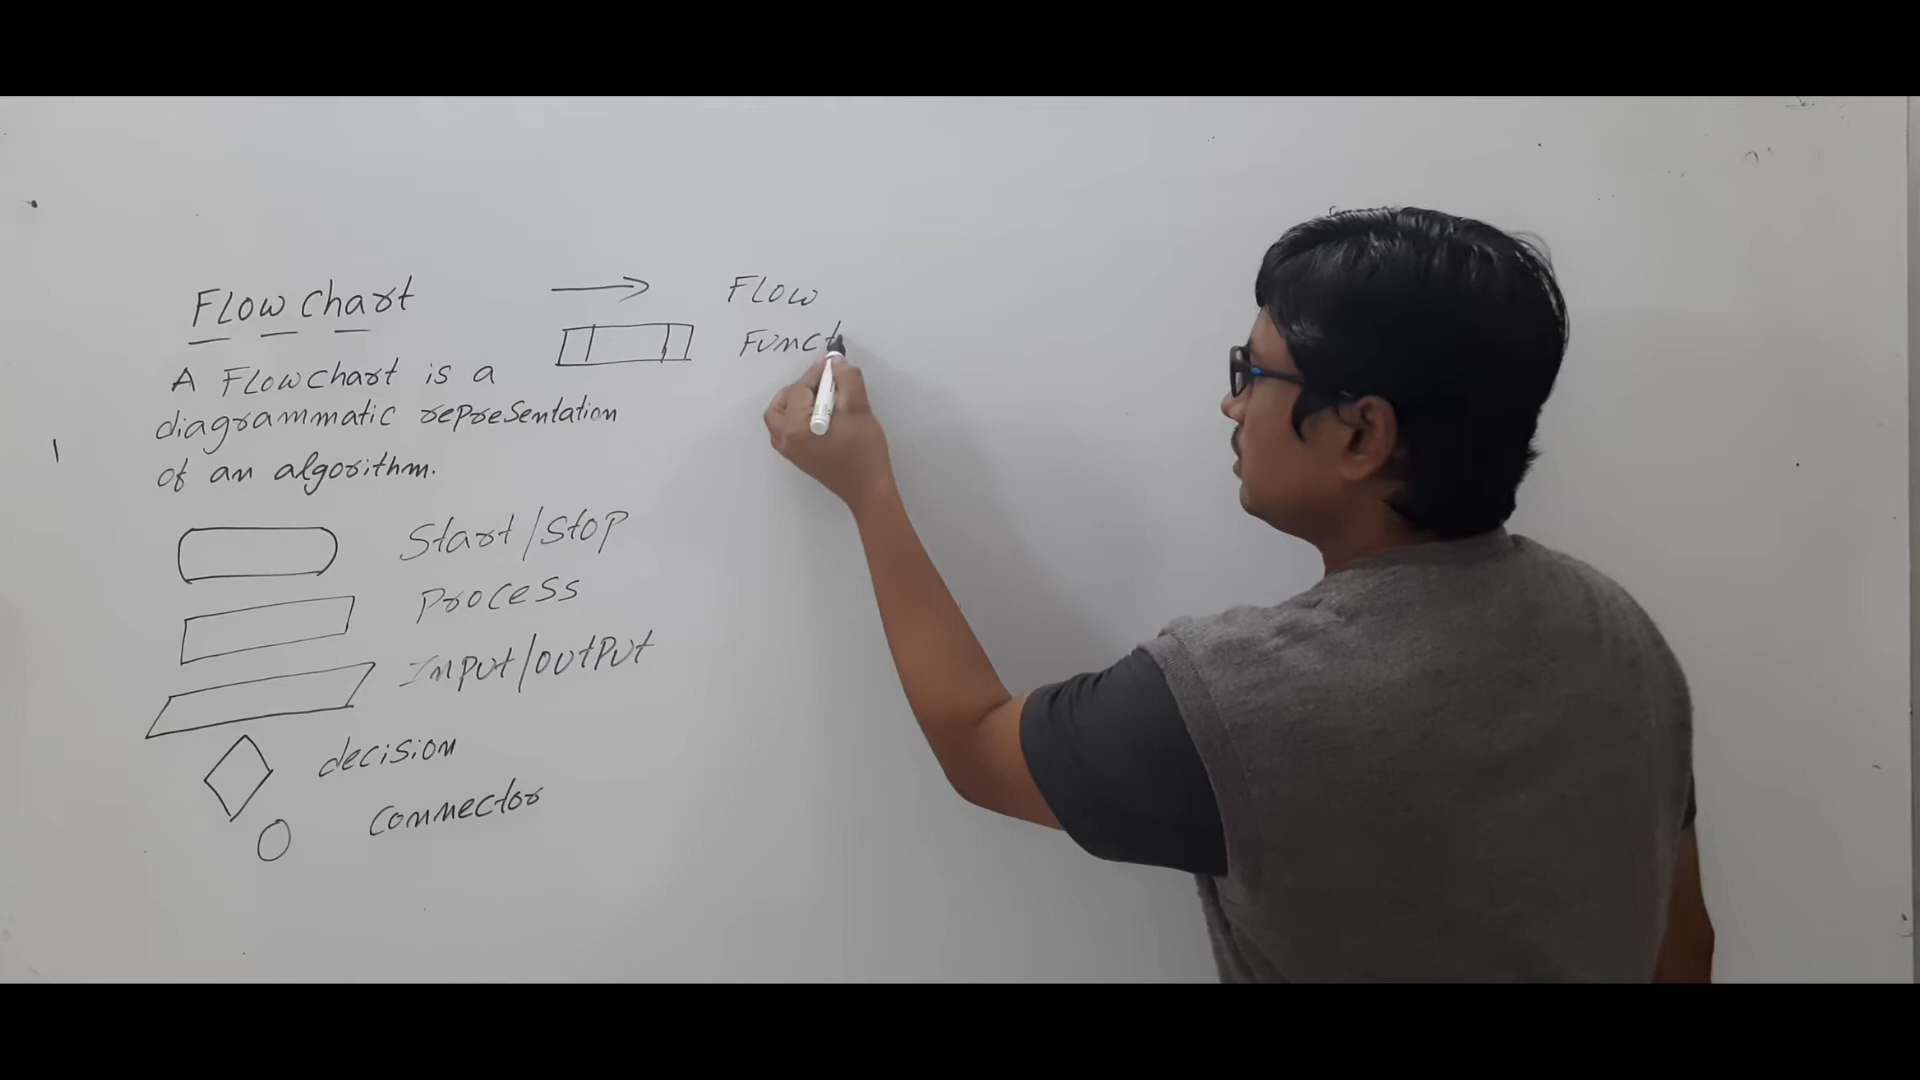 FLOW Chart
A FLOWchart is a
diagrammatic representation
of an algorithm.
Start/Stop
Process
Input/output
decision
Connector
FLOW
Funct